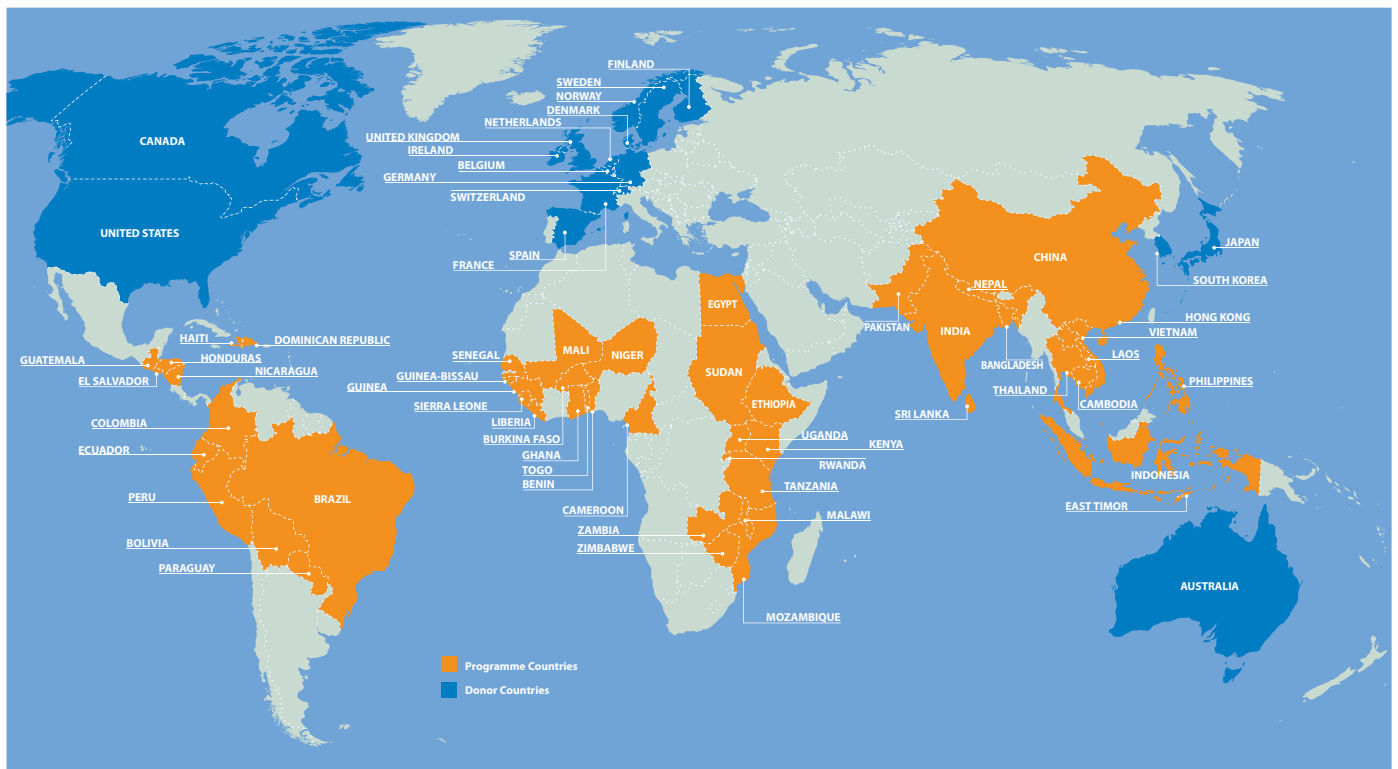 FINLAND
SWEDEN
NORWAY
DENMARK
NETHERLANDS
UNITED KINGDOM
IRELAND
BELGIUM
GERMANY
SWITZERLAND
SPAIN
FRANCE
CANADA
UNITED STATES
HAITI
DOMINICAN REPUBLIC
GUATEMALA
HONDURAS
EL SALVADOR
NICARAGUA
COLOMBIA
ECUADOR
PERU
BRAZIL
BOLIVIA
PARAGUAY
SENEGAL
GUINEA-BISSAU
GUINEA
SIERRA LEONE
LIBERIA
BURKINA FASO
GHANA
TOGO
BENIN
CAMEROON
MALI
NIGER
EGYPT
SUDAN
ETHIOPIA
UGANDA
KENYA
RWANDA
TANZANIA
MALAWI
ZAMBIA
ZIMBABWE
MOZAMBIQUE
CHINA
NEPAL
PAKISTAN
INDIA
BANGLADESH
SRI LANKA
JAPAN
SOUTH KOREA
HONG KONG
VIETNAM
LAOS
THAILAND
CAMBODIA
PHILIPPINES
INDONESIA
EAST TIMOR
AUSTRALIA
Programme Countries
Donor Countries